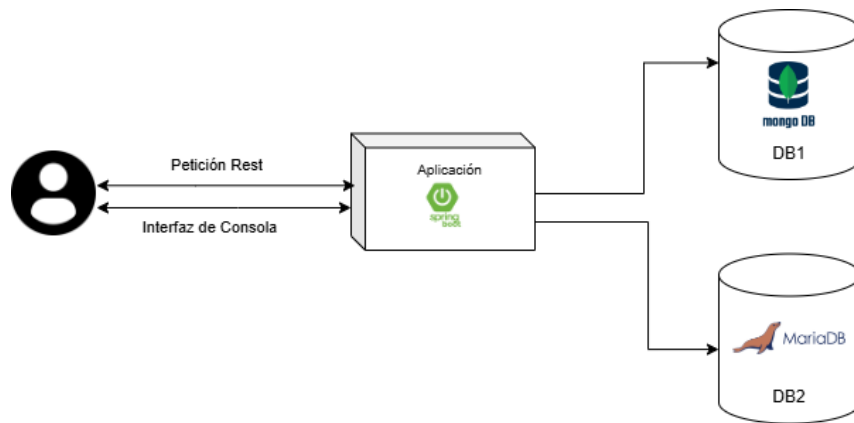 Petición Rest
Interfaz de Consola
Aplicación
spring
boot
mongo DB
DB1
MariaDB
DB2